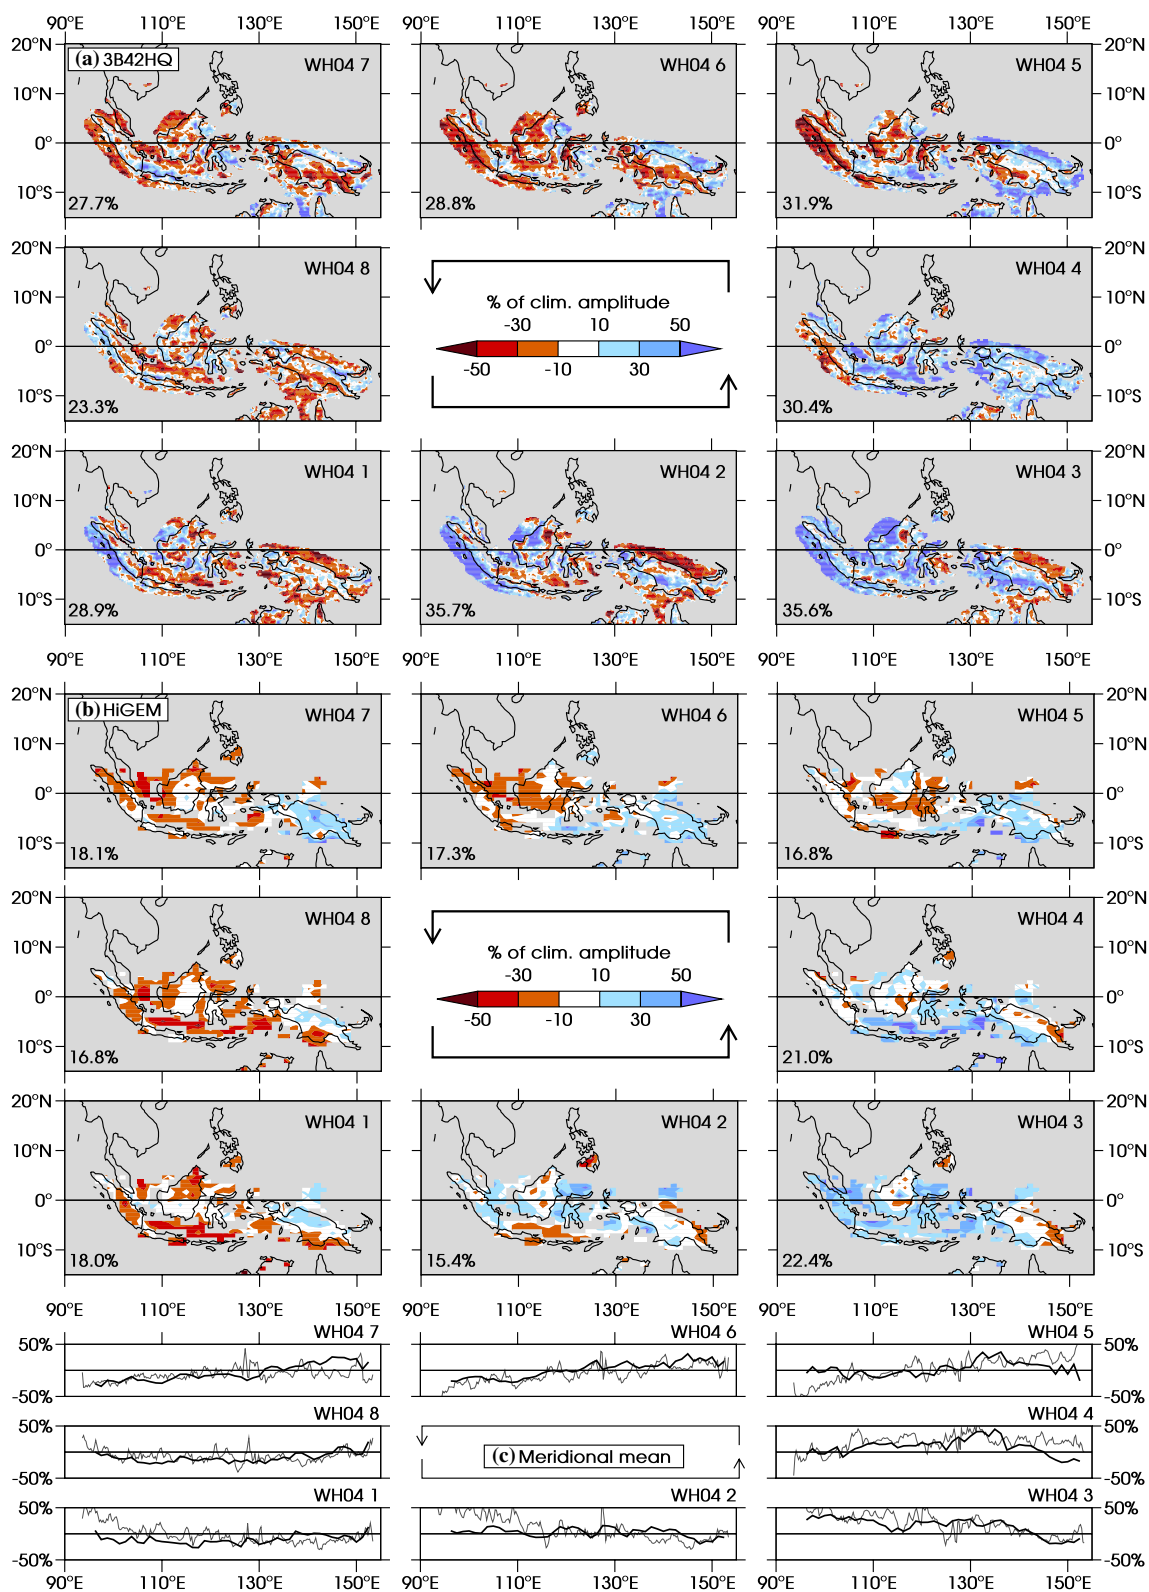 90°E 110°E 130°E 150°E 90°E 110°E 130°E 150°E
20°N (a) 3B42HQ WH04 7 WH04 6 WH04 5 20°N
10°N 10°N
0° 0°
10°S 10°S
27.7% 28.8% 31.9%
20°N WH04 8 WH04 4 20°N
10°N 10°N
0° 0°
10°S 10°S
23.3% 30.4%
% of clim. amplitude
-30 10 50
-50 -10 30
20°N WH04 1 WH04 2 WH04 3 20°N
10°N 10°N
0° 0°
10°S 10°S
28.9% 35.7% 35.6%
90°E 110°E 130°E 150°E 90°E 110°E 130°E 150°E
110°E 130°E
20°N (b) HiGEM WH04 7 WH04 6 WH04 5 20°N
10°N 10°N
0° 0°
10°S 10°S
18.1% 17.3% 16.8%
20°N WH04 8 WH04 4 20°N
10°N 10°N
0° 0°
10°S 10°S
16.8% 21.0%
% of clim. amplitude
-30 10 50
-50 -10 30
20°N WH04 1 WH04 2 WH04 3 20°N
10°N 10°N
0° 0°
10°S 10°S
18.0% 15.4% 22.4%
90°E 110°E 130°E 150°E 90°E 110°E 130°E 150°E
110°E 130°E
WH04 7 WH04 6 WH04 5
50% 50%
-50% -50%
WH04 8 WH04 4
50% 50%
-50% -50%
(c) Meridional mean
WH04 1 WH04 2 WH04 3
50% 50%
-50% -50%
90°E 110°E 130°E 150°E 90°E 110°E 130°E 150°E
110°E 130°E